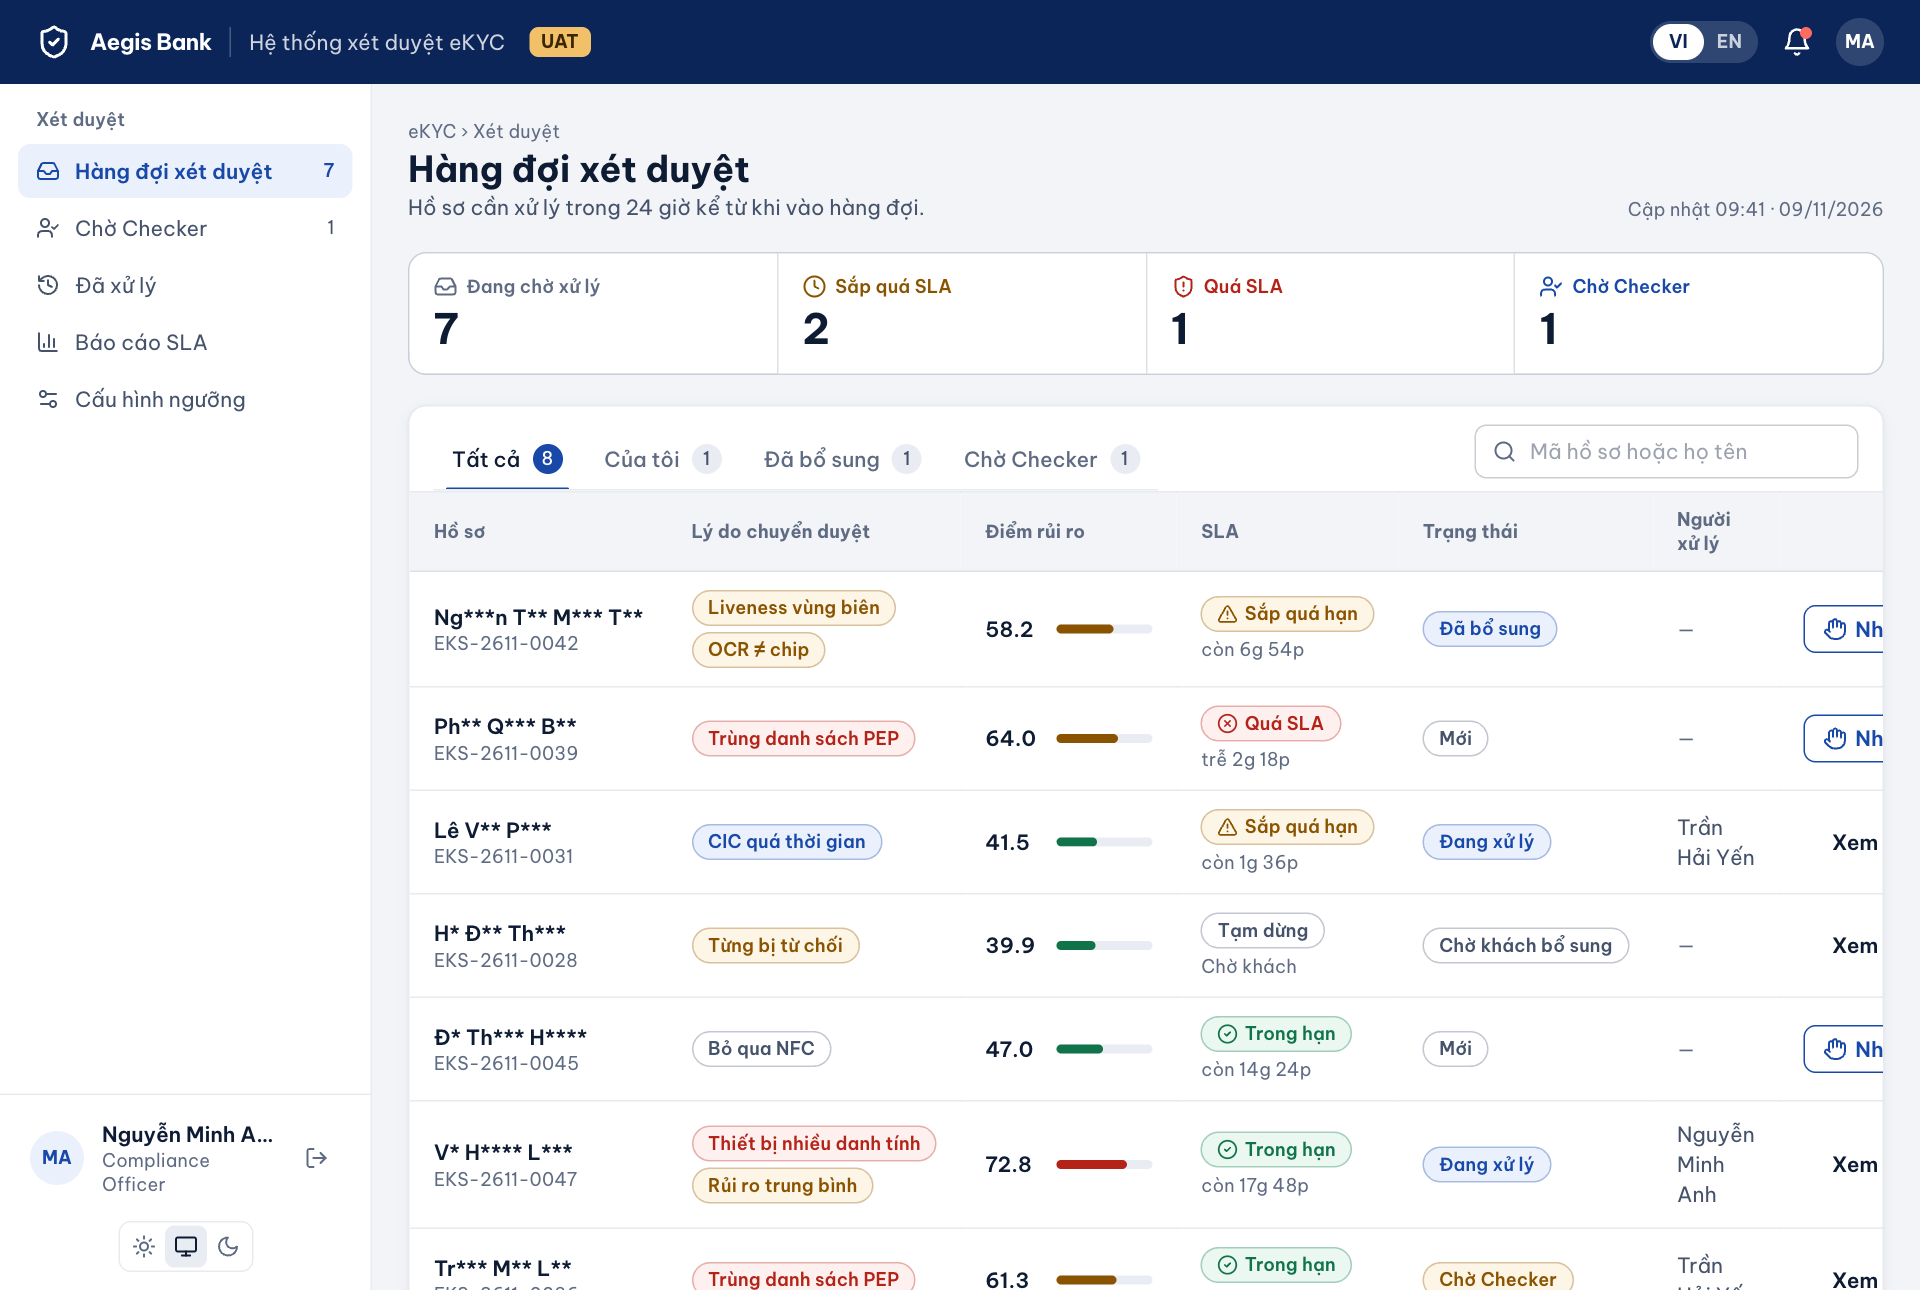 Aegis Bank
Hệ thống xét duyệt eKYC
UAT
VI EN
MA
Xét duyệt
Hàng đợi xét duyệt 7
Chờ Checker 1
Đã xử lý
Báo cáo SLA
Cấu hình ngưỡng
Nguyễn Minh A...
MA
Compliance
Officer
eKYC › Xét duyệt
Hàng đợi xét duyệt
Hồ sơ cần xử lý trong 24 giờ kể từ khi vào hàng đợi.
Cập nhật 09:41 · 09/11/2026
Đang chờ xử lý
7
Sắp quá SLA
2
Quá SLA
1
Chờ Checker
1
Tất cả 8
Của tôi 1
Đã bổ sung 1
Chờ Checker 1
Mã hồ sơ hoặc họ tên
Hồ sơ
Lý do chuyển duyệt
Điểm rủi ro
SLA
Trạng thái
Người
xử lý
Ng***n T** M*** T**
EKS-2611-0042
Liveness vùng biên
OCR ≠ chip
58.2
Sắp quá hạn
còn 6g 54p
Đã bổ sung
—
Nh
Ph** Q*** B**
EKS-2611-0039
Trùng danh sách PEP
64.0
Quá SLA
trễ 2g 18p
Mới
—
Nh
Lê V** P***
EKS-2611-0031
CIC quá thời gian
41.5
Sắp quá hạn
còn 1g 36p
Đang xử lý
Trần
Hải Yến
Xem
H* Đ** Th***
EKS-2611-0028
Từng bị từ chối
39.9
Tạm dừng
Chờ khách
Chờ khách bổ sung
—
Xem
Đ* Th*** H****
EKS-2611-0045
Bỏ qua NFC
47.0
Trong hạn
còn 14g 24p
Mới
—
Nh
V* H**** L***
EKS-2611-0047
Thiết bị nhiều danh tính
Rủi ro trung bình
72.8
Trong hạn
còn 17g 48p
Đang xử lý
Nguyễn
Minh
Anh
Xem
Tr*** M** L**
Trùng danh sách PEP
61.3
Trong hạn
Chờ Checker
Trần
Xem